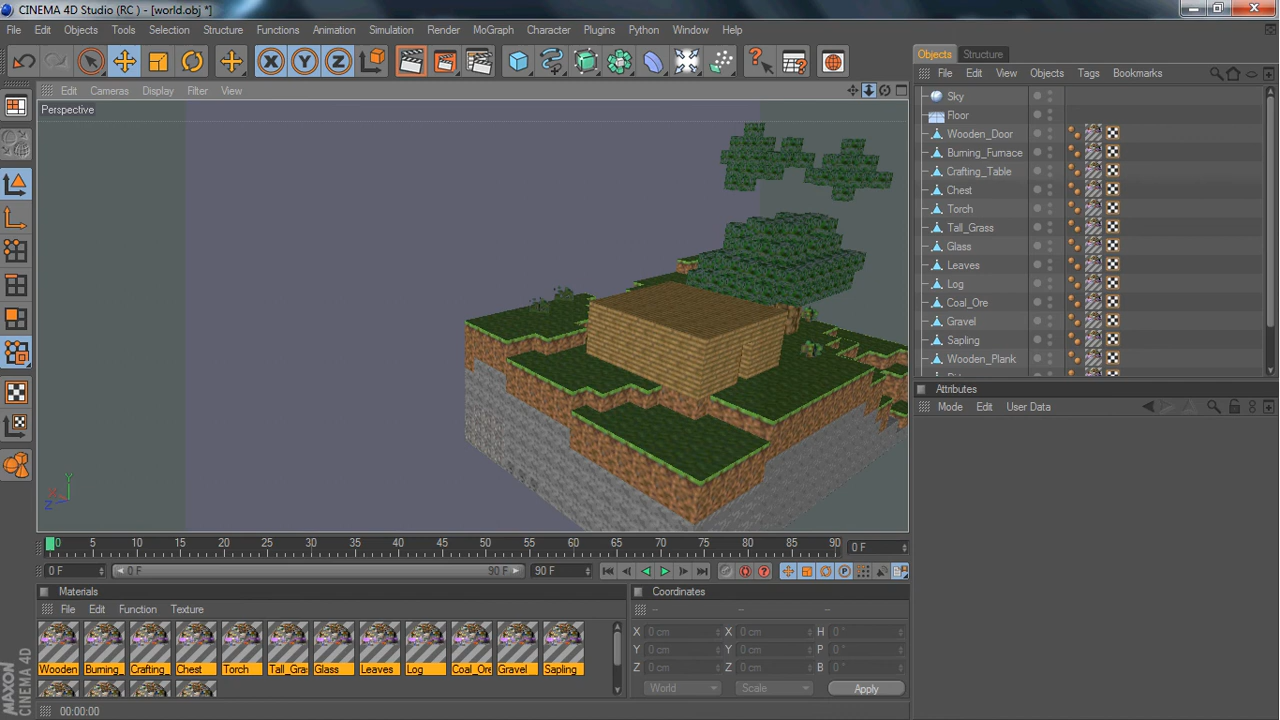 CINEMA 4D Studio (RC ) - [world.obj *]
File Edit Objects Tools Selection Structure Functions Animation Simulation Render MoGraph Character Plugins Python Window Help
Edit Cameras Display Filter View
Perspective
X Y Z
Y
X
Z
0 5 10 15 20 25 30 35 40 45 50 55 60 65 70 75 80 85 90
0 F
0 F 0 F 90 F 90 F
Materials
File Edit Function Texture
Wooden Burning_ Crafting_ Chest Torch Tall_Gra Glass Leaves Log Coal_Ore Gravel Sapling
Coordinates
-- -- --
X 0 cm X 0 cm H 0 °
Y 0 cm Y 0 cm P 0 °
Z 0 cm Z 0 cm B 0 °
World Scale Apply
00:00:00
MAXON
CINEMA 4D
Objects Structure
File Edit View Objects Tags Bookmarks
Sky
Floor
Wooden_Door
Burning_Furnace
Crafting_Table
Chest
Torch
Tall_Grass
Glass
Leaves
Log
Coal_Ore
Gravel
Sapling
Wooden_Plank
Attributes
Mode Edit User Data